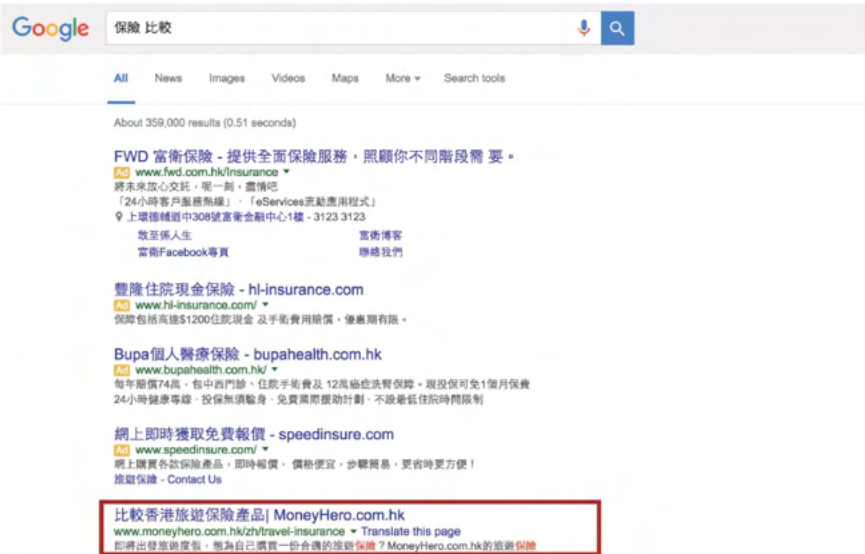 Google 保險 比較
All News Images Videos Maps More Search tools
About 359,000 results (0.51 seconds)
FWD 富衛保險 - 提供全面保險服務，照顧你不同階段需 要。
Ad www.fwd.com.hk/Insurance
將未來放心交託，呢一刻，盡情吧
「24小時客戶服務熱線」·「eServices流動應用程式」
上環德輔道中308號富衛金融中心1樓 - 3123 3123
敢至係人生 富衛博客
富衛Facebook專頁 聯絡我們
豐隆住院現金保險 - hl-insurance.com
Ad www.hl-insurance.com/
保障包括高達$1200住院現金 及手術費用賠償。優惠期有限。
Bupa個人醫療保險 - bupahealth.com.hk
Ad www.bupahealth.com.hk/
每年賠償74萬，包中西門診、住院手術費及 12萬癌症洗腎保障。現投保可免1個月保費
24小時健康專線 · 投保無須驗身 · 免費國際援助計劃 · 不設最低住院時間限制
網上即時獲取免費報價 - speedinsure.com
Ad www.speedinsure.com/
網上購買各款保險產品，即時報價， 價格便宜，步驟簡易，更省時更方便！
旅遊保險 - Contact Us
比較香港旅遊保險產品| MoneyHero.com.hk
www.moneyhero.com.hk/zh/travel-insurance Translate this page
即將出發旅遊度假，想為自己購買一份合適的旅遊保險？MoneyHero.com.hk的旅遊保險